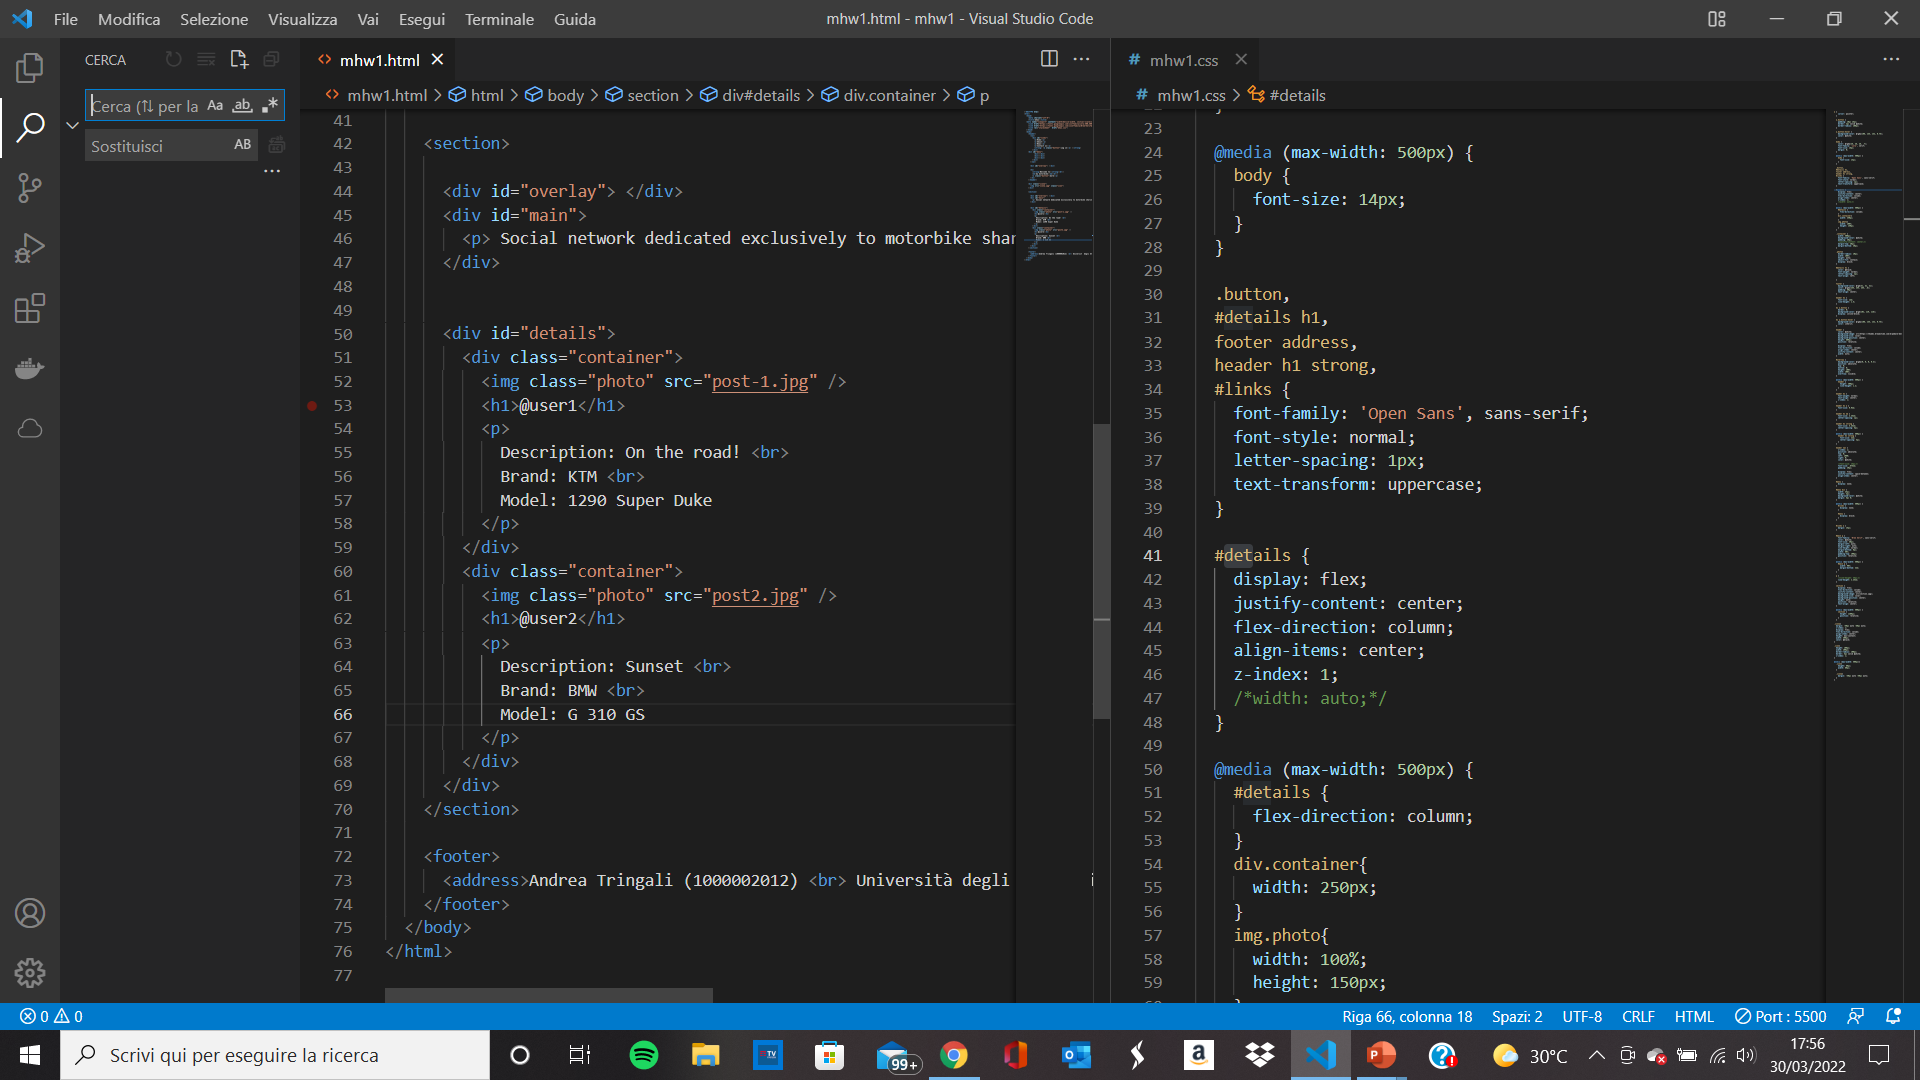 File Modifica Selezione Visualizza Vai Esegui Terminale Guida
mhw1.html - mhw1 - Visual Studio Code
CERCA
Cerca (⇅ per la Aa ab .*
Sostituisci AB
...
<> mhw1.html ×
<> mhw1.html > html > body > section > div#details > div.container > p
41
42 <section>
43
44 <div id="overlay"> </div>
45 <div id="main">
46 <p> Social network dedicated exclusively to motorbike shar
47 </div>
48
49
50 <div id="details">
51 <div class="container">
52 <img class="photo" src="post-1.jpg" />
53 <h1>@user1</h1>
54 <p>
55 Description: On the road! <br>
56 Brand: KTM <br>
57 Model: 1290 Super Duke
58 </p>
59 </div>
60 <div class="container">
61 <img class="photo" src="post2.jpg" />
62 <h1>@user2</h1>
63 <p>
64 Description: Sunset <br>
65 Brand: BMW <br>
66 Model: G 310 GS
67 </p>
68 </div>
69 </div>
70 </section>
71
72 <footer>
73 <address>Andrea Tringali (1000002012) <br> Università degli
74 </footer>
75 </body>
76 </html>
77
# mhw1.css ×
# mhw1.css > #details
23
24 @media (max-width: 500px) {
25 body {
26 font-size: 14px;
27 }
28 }
29
30 .button,
31 #details h1,
32 footer address,
33 header h1 strong,
34 #links {
35 font-family: 'Open Sans', sans-serif;
36 font-style: normal;
37 letter-spacing: 1px;
38 text-transform: uppercase;
39 }
40
41 #details {
42 display: flex;
43 justify-content: center;
44 flex-direction: column;
45 align-items: center;
46 z-index: 1;
47 /*width: auto;*/
48 }
49
50 @media (max-width: 500px) {
51 #details {
52 flex-direction: column;
53 }
54 div.container{
55 width: 250px;
56 }
57 img.photo{
58 width: 100%;
59 height: 150px;
0 0 Riga 66, colonna 18 Spazi: 2 UTF-8 CRLF HTML Port : 5500
Scrivi qui per eseguire la ricerca
99+
30°C
17:56
30/03/2022